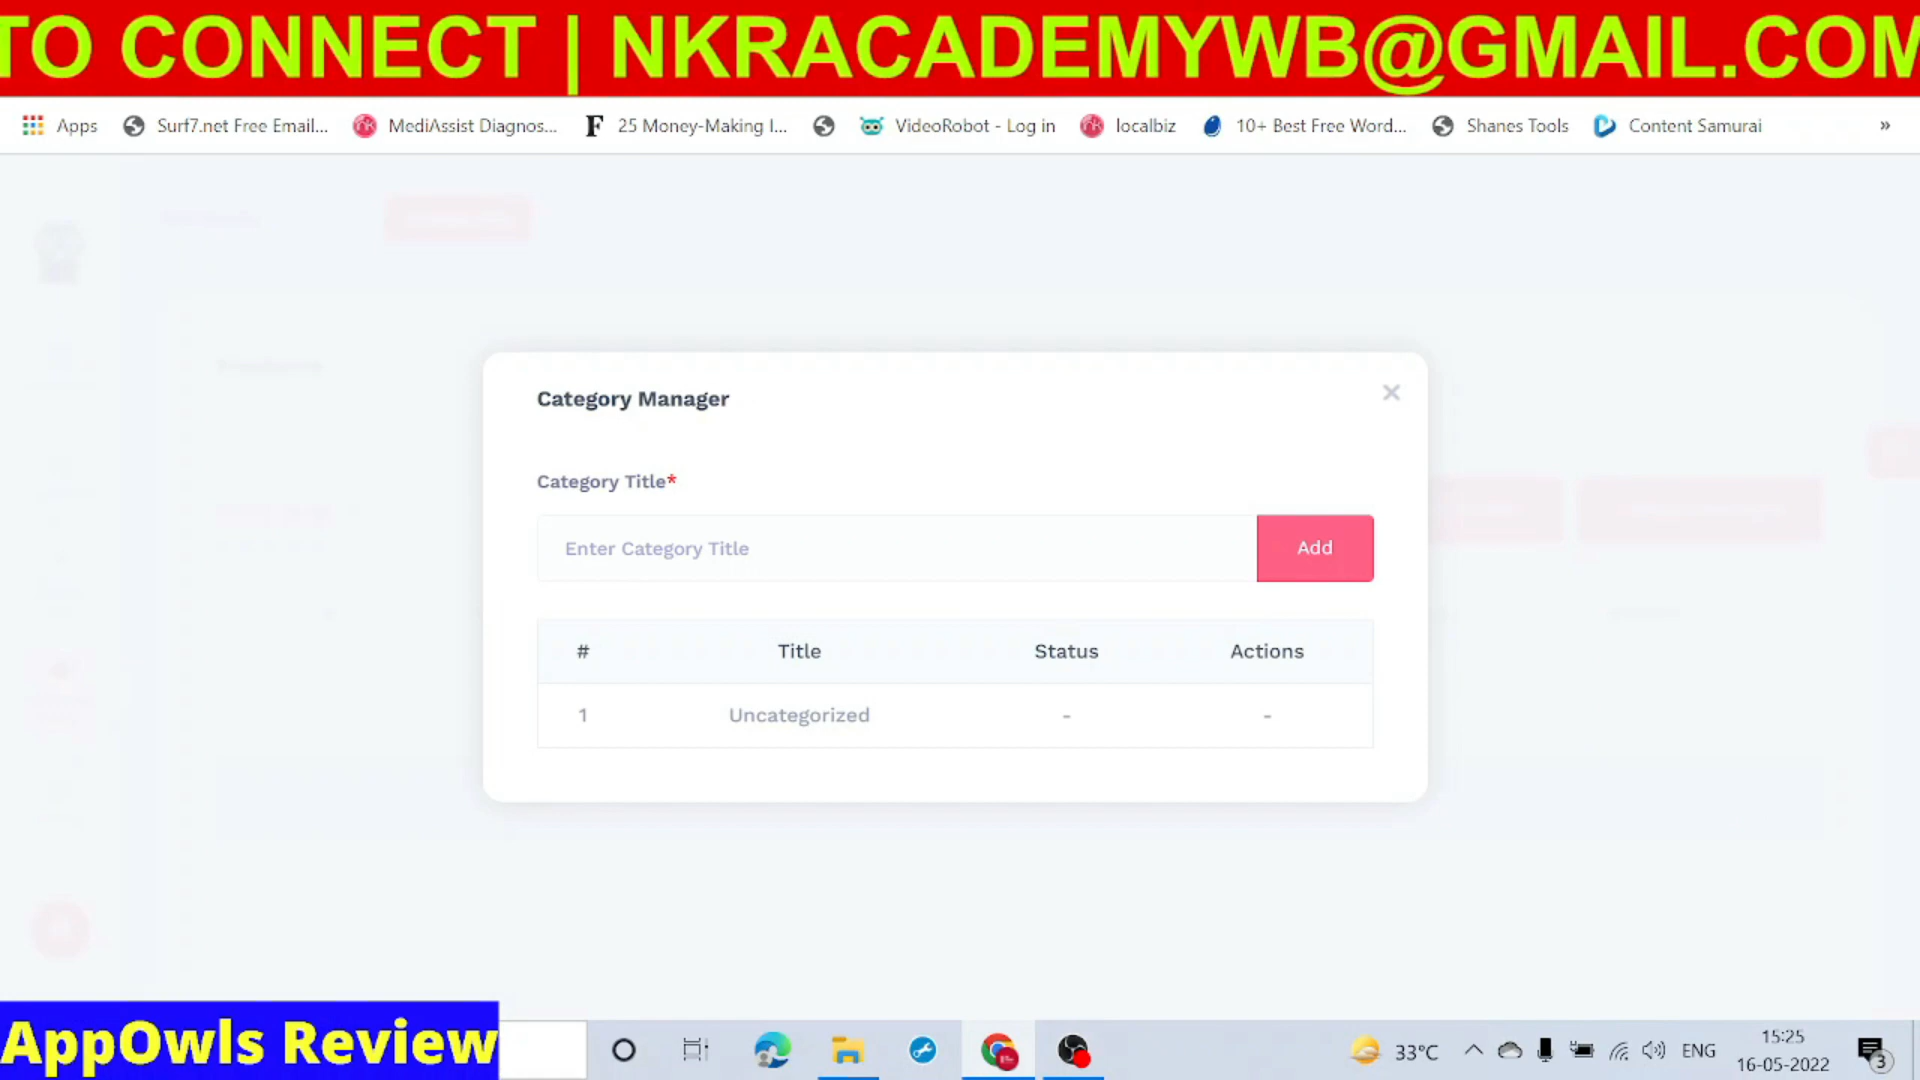 TO CONNECT | NKRACADEMYWB@GMAIL.COM
Apps Surf7.net Free Email... MediAssist Diagnos... 25 Money-Making I... VideoRobot - Log in localbiz 10+ Best Free Word... Shanes Tools Content Samurai »
Category Manager
Category Title*
Enter Category Title Add
# Title Status Actions
1 Uncategorized - -
AppOwls Review
33°C ENG 15:25
16-05-2022 3